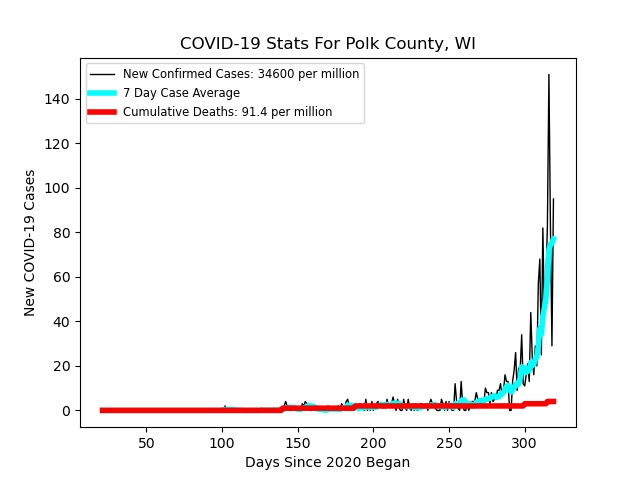 COVID-19 Stats For Polk County, WI
New Confirmed Cases: 34600 per million
7 Day Case Average
Cumulative Deaths: 91.4 per million
New COVID-19 Cases
140
120
100
80
60
40
20
0
50 100 150 200 250 300
Days Since 2020 Began